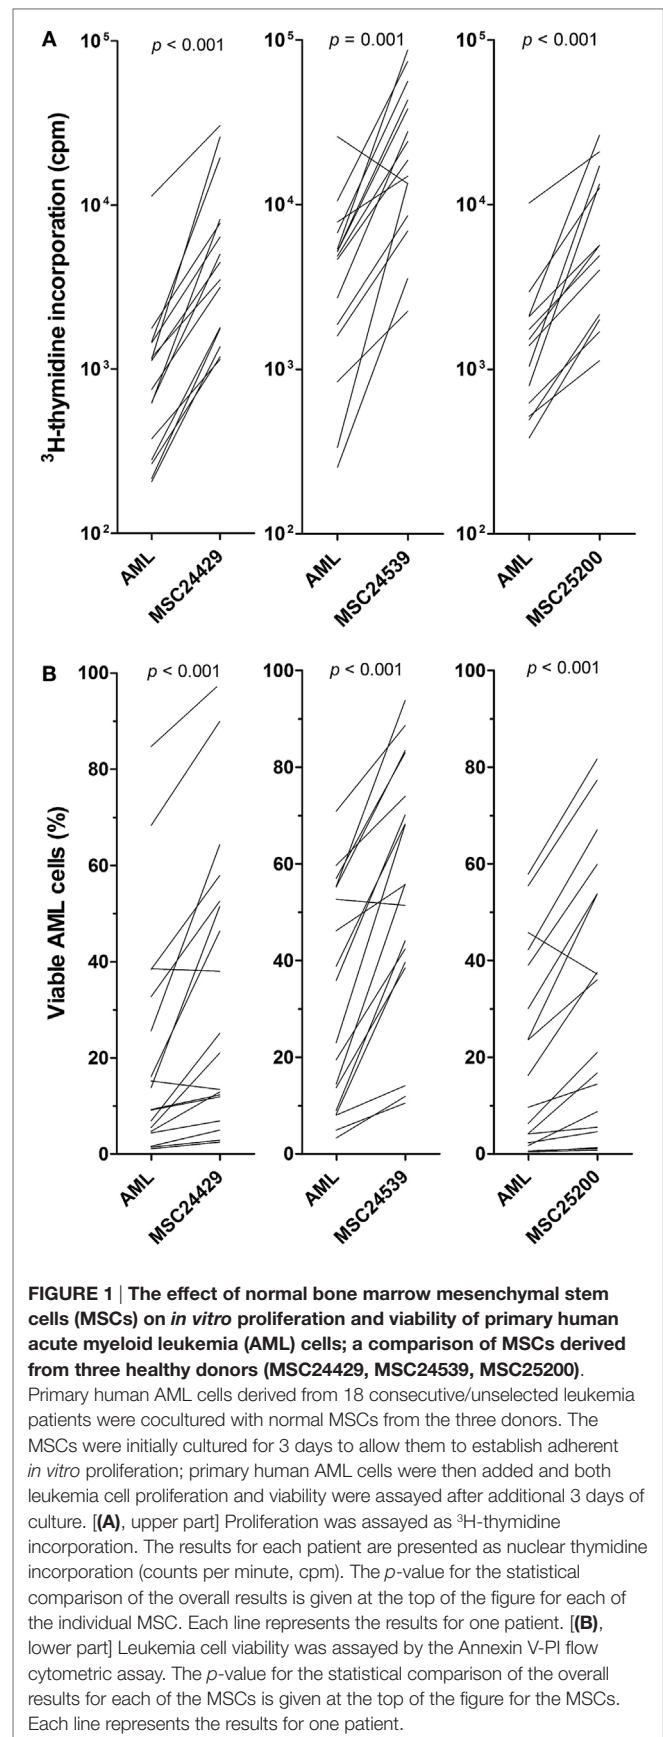 A
p < 0.001
p = 0.001
p < 0.001
³H-thymidine incorporation (cpm)
10⁵
10⁴
10³
10²
AML
MSC24429
10⁵
10⁴
10³
10²
AML
MSC24539
10⁵
10⁴
10³
10²
AML
MSC25200
B
p < 0.001
p < 0.001
p < 0.001
Viable AML cells (%)
100
80
60
40
20
0
AML
MSC24429
100
80
60
40
20
0
AML
MSC24539
100
80
60
40
20
0
AML
MSC25200
FIGURE 1 | The effect of normal bone marrow mesenchymal stem
cells (MSCs) on in vitro proliferation and viability of primary human
acute myeloid leukemia (AML) cells; a comparison of MSCs derived
from three healthy donors (MSC24429, MSC24539, MSC25200).
Primary human AML cells derived from 18 consecutive/unselected leukemia
patients were cocultured with normal MSCs from the three donors. The
MSCs were initially cultured for 3 days to allow them to establish adherent
in vitro proliferation; primary human AML cells were then added and both
leukemia cell proliferation and viability were assayed after additional 3 days of
culture. [(A), upper part] Proliferation was assayed as ³H-thymidine
incorporation. The results for each patient are presented as nuclear thymidine
incorporation (counts per minute, cpm). The p-value for the statistical
comparison of the overall results is given at the top of the figure for each of
the individual MSC. Each line represents the results for one patient. [(B),
lower part] Leukemia cell viability was assayed by the Annexin V-PI flow
cytometric assay. The p-value for the statistical comparison of the overall
results for each of the MSCs is given at the top of the figure for the MSCs.
Each line represents the results for one patient.